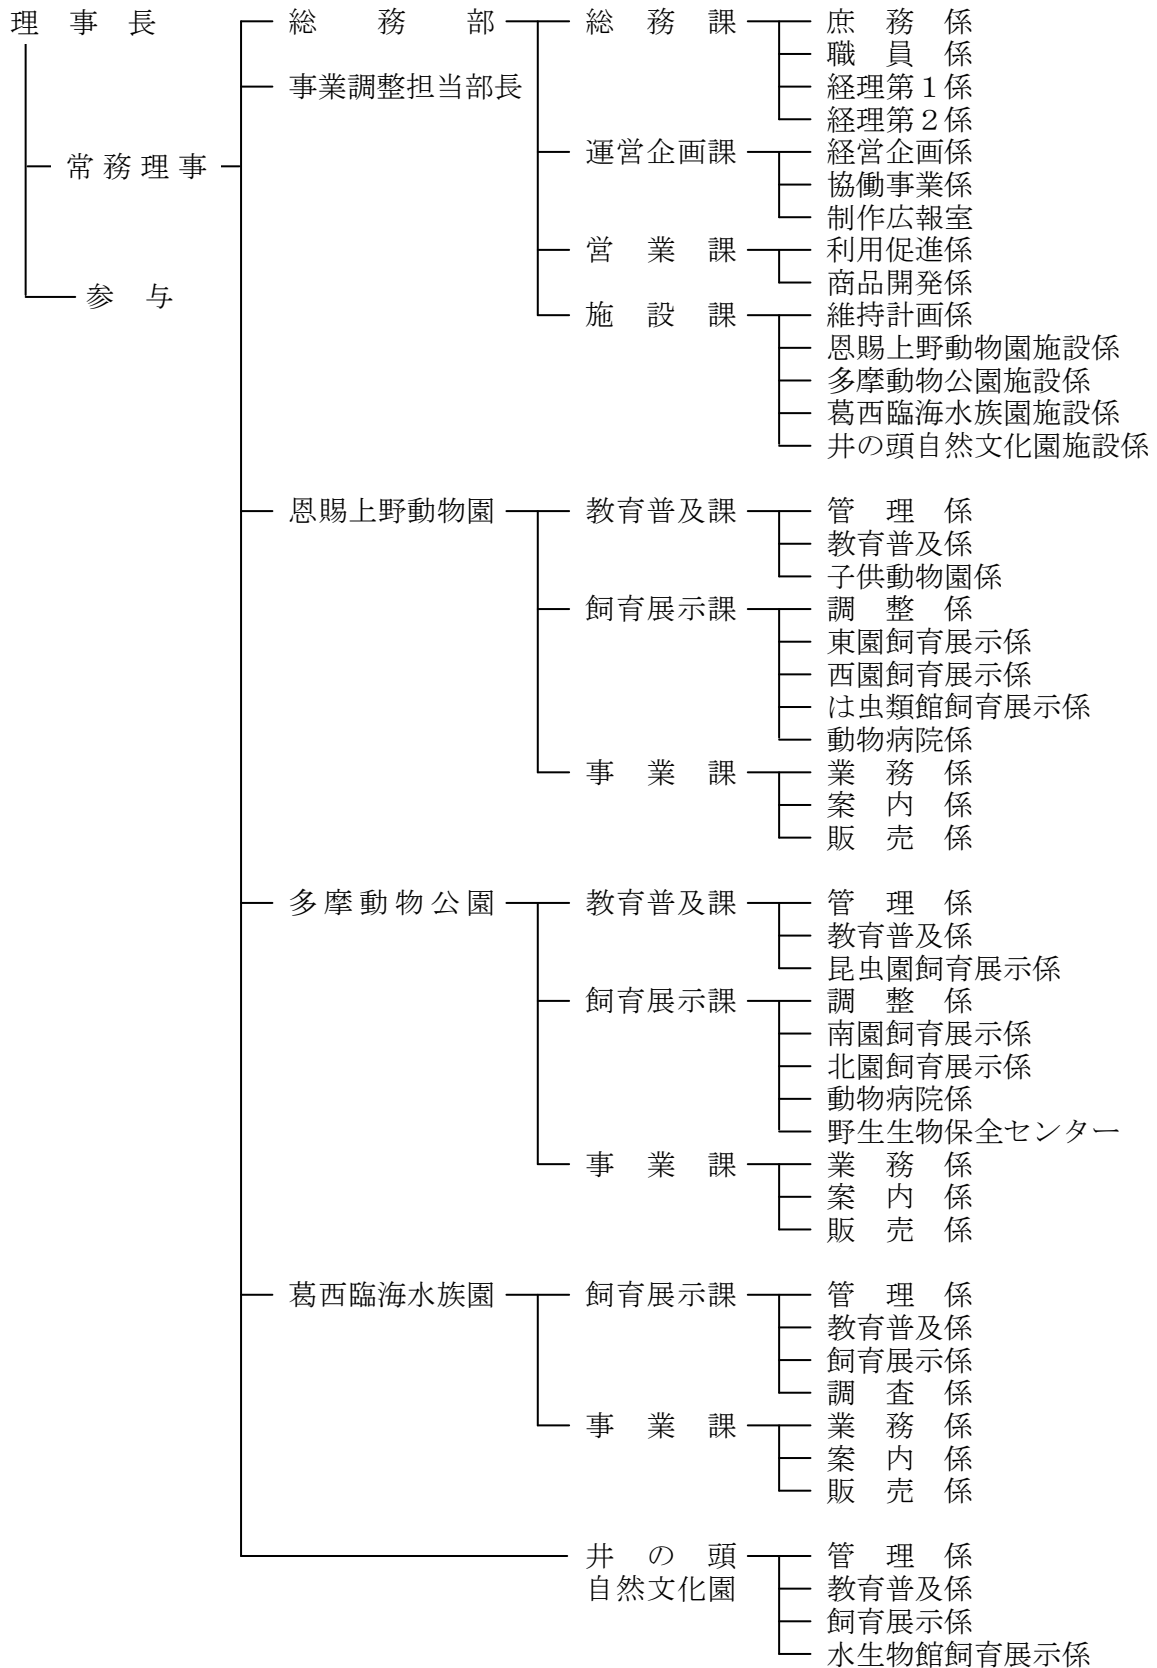 理事長
総務部 総務課 庶務係
職員係
事業調整担当部長 経理第１係
経理第２係
常務理事 運営企画課 経営企画係
協働事業係
制作広報室
営業課 利用促進係
商品開発係
参与
施設課 維持計画係
恩賜上野動物園施設係
多摩動物公園施設係
葛西臨海水族園施設係
井の頭自然文化園施設係
恩賜上野動物園 教育普及課 管理係
教育普及係
子供動物園係
飼育展示課 調整係
東園飼育展示係
西園飼育展示係
は虫類館飼育展示係
動物病院係
事業課 業務係
案内係
販売係
多摩動物公園 教育普及課 管理係
教育普及係
昆虫園飼育展示係
飼育展示課 調整係
南園飼育展示係
北園飼育展示係
動物病院係
野生生物保全センター
事業課 業務係
案内係
販売係
葛西臨海水族園 飼育展示課 管理係
教育普及係
飼育展示係
調査係
事業課 業務係
案内係
販売係
井の頭 管理係
自然文化園 教育普及係
飼育展示係
水生物館飼育展示係